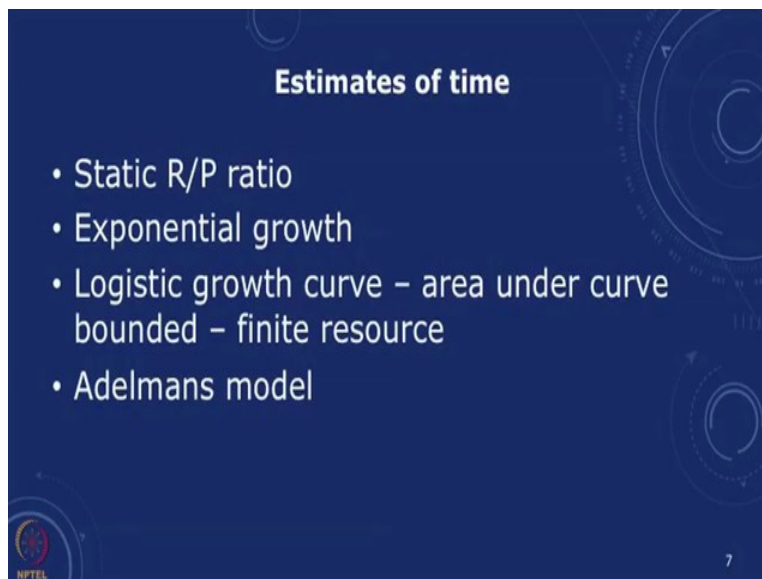 Estimates of time
• Static R/P ratio
• Exponential growth
• Logistic growth curve – area under curve
bounded – finite resource
• Adelmans model
NPTEL
7